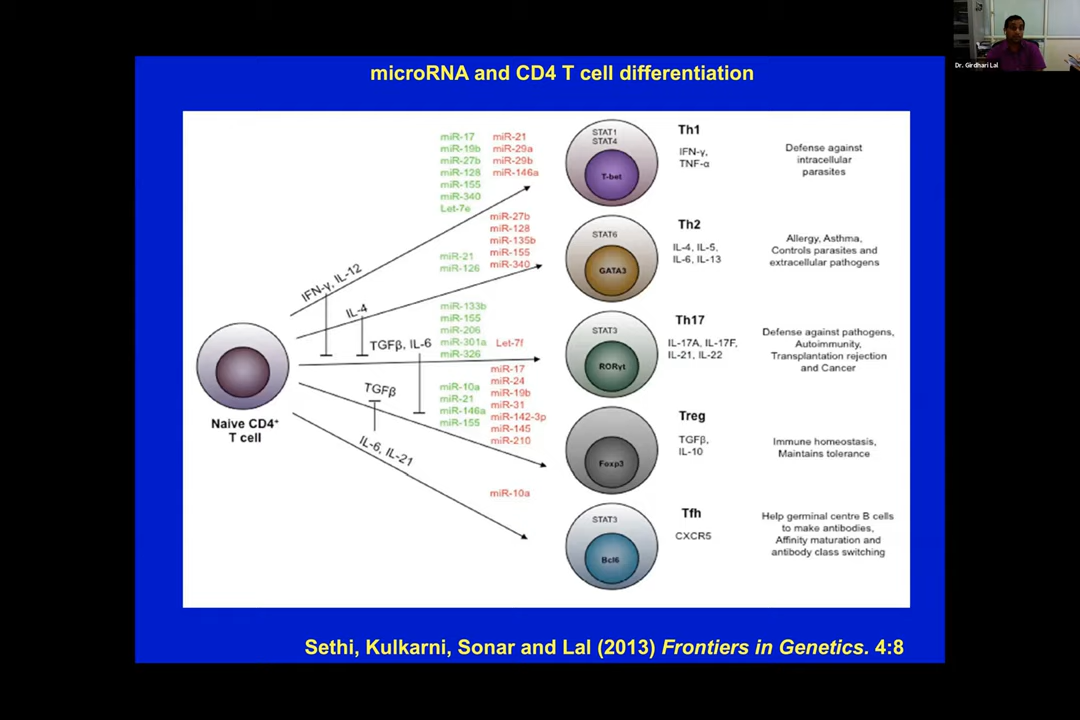 microRNA and CD4 T cell differentiation
Dr. Girdhari Lal
miR-17
miR-19b
miR-27b
miR-128
miR-155
miR-340
Let-7e
miR-21
miR-29a
miR-29b
miR-146a
STAT1
STAT4
T-bet
Th1
IFN-γ,
TNF-α
Defense against
intracellular
parasites
IFN-γ, IL-12
miR-21
miR-126
miR-27b
miR-128
miR-135b
miR-155
miR-340
STAT6
GATA3
Th2
IL-4, IL-5,
IL-6, IL-13
Allergy, Asthma,
Controls parasites and
extracellular pathogens
IL-4
TGFβ, IL-6
miR-133b
miR-155
miR-206
miR-301a
miR-326
Let-7f
STAT3
RORγt
Th17
IL-17A, IL-17F,
IL-21, IL-22
Defense against pathogens,
Autoimmunity,
Transplantation rejection
and Cancer
Naive CD4+
T cell
TGFβ
miR-10a
miR-21
miR-146a
miR-155
miR-17
miR-24
miR-19b
miR-31
miR-142-3p
miR-145
miR-210
Foxp3
Treg
TGFβ,
IL-10
Immune homeostasis,
Maintains tolerance
IL-6, IL-21
miR-10a
STAT3
Bcl6
Tfh
CXCR5
Help germinal centre B cells
to make antibodies,
Affinity maturation and
antibody class switching
Sethi, Kulkarni, Sonar and Lal (2013) Frontiers in Genetics. 4:8